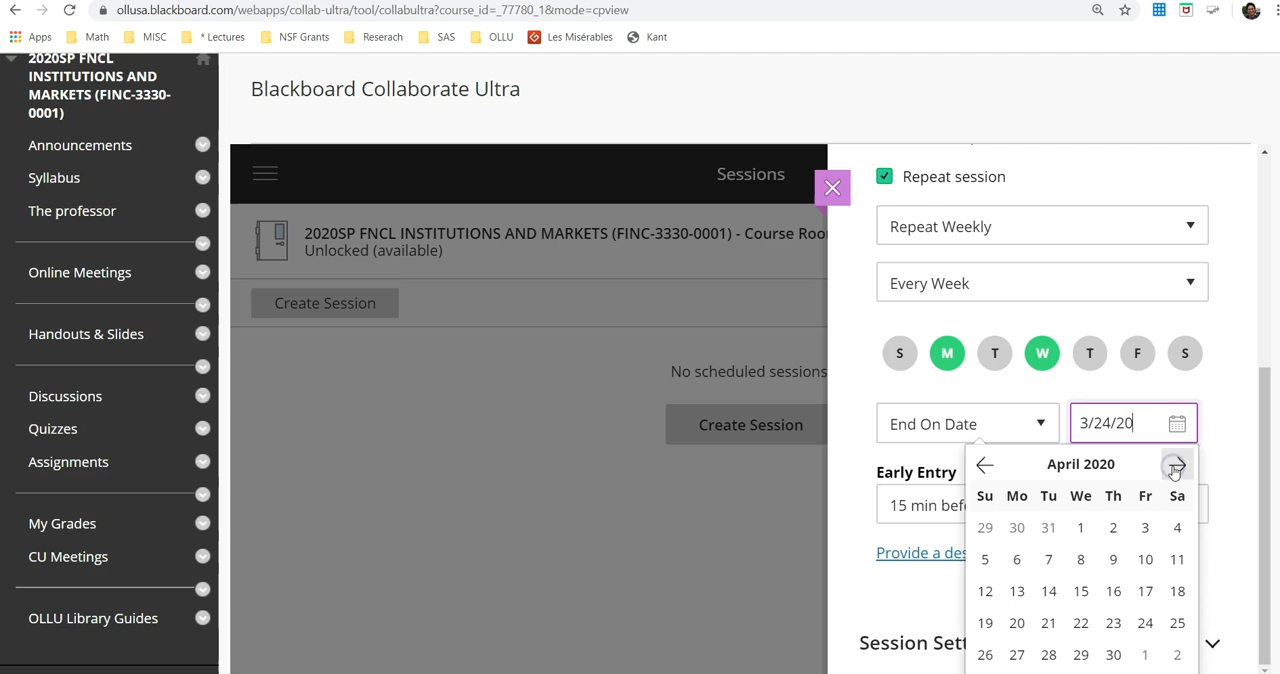 ollusa.blackboard.com/webapps/collab-ultra/tool/collabultra?course_id=_77780_1&mode=cpview
Apps Math MISC * Lectures NSF Grants Reserach SAS OLLU Les Misérables Kant
2020SP FNCL
INSTITUTIONS AND
MARKETS (FINC-3330-
0001)
Announcements
Syllabus
The professor
Online Meetings
Handouts & Slides
Discussions
Quizzes
Assignments
My Grades
CU Meetings
OLLU Library Guides
Blackboard Collaborate Ultra
Sessions
2020SP FNCL INSTITUTIONS AND MARKETS (FINC-3330-0001) - Course Roo
Unlocked (available)
Create Session
No scheduled sessions
Create Session
Repeat session
Repeat Weekly
Every Week
S M T W T F S
End On Date 3/24/20
Early Entry
15 min bef
Provide a des
April 2020
Su Mo Tu We Th Fr Sa
29 30 31 1 2 3 4
5 6 7 8 9 10 11
12 13 14 15 16 17 18
19 20 21 22 23 24 25
26 27 28 29 30 1 2
Session Set